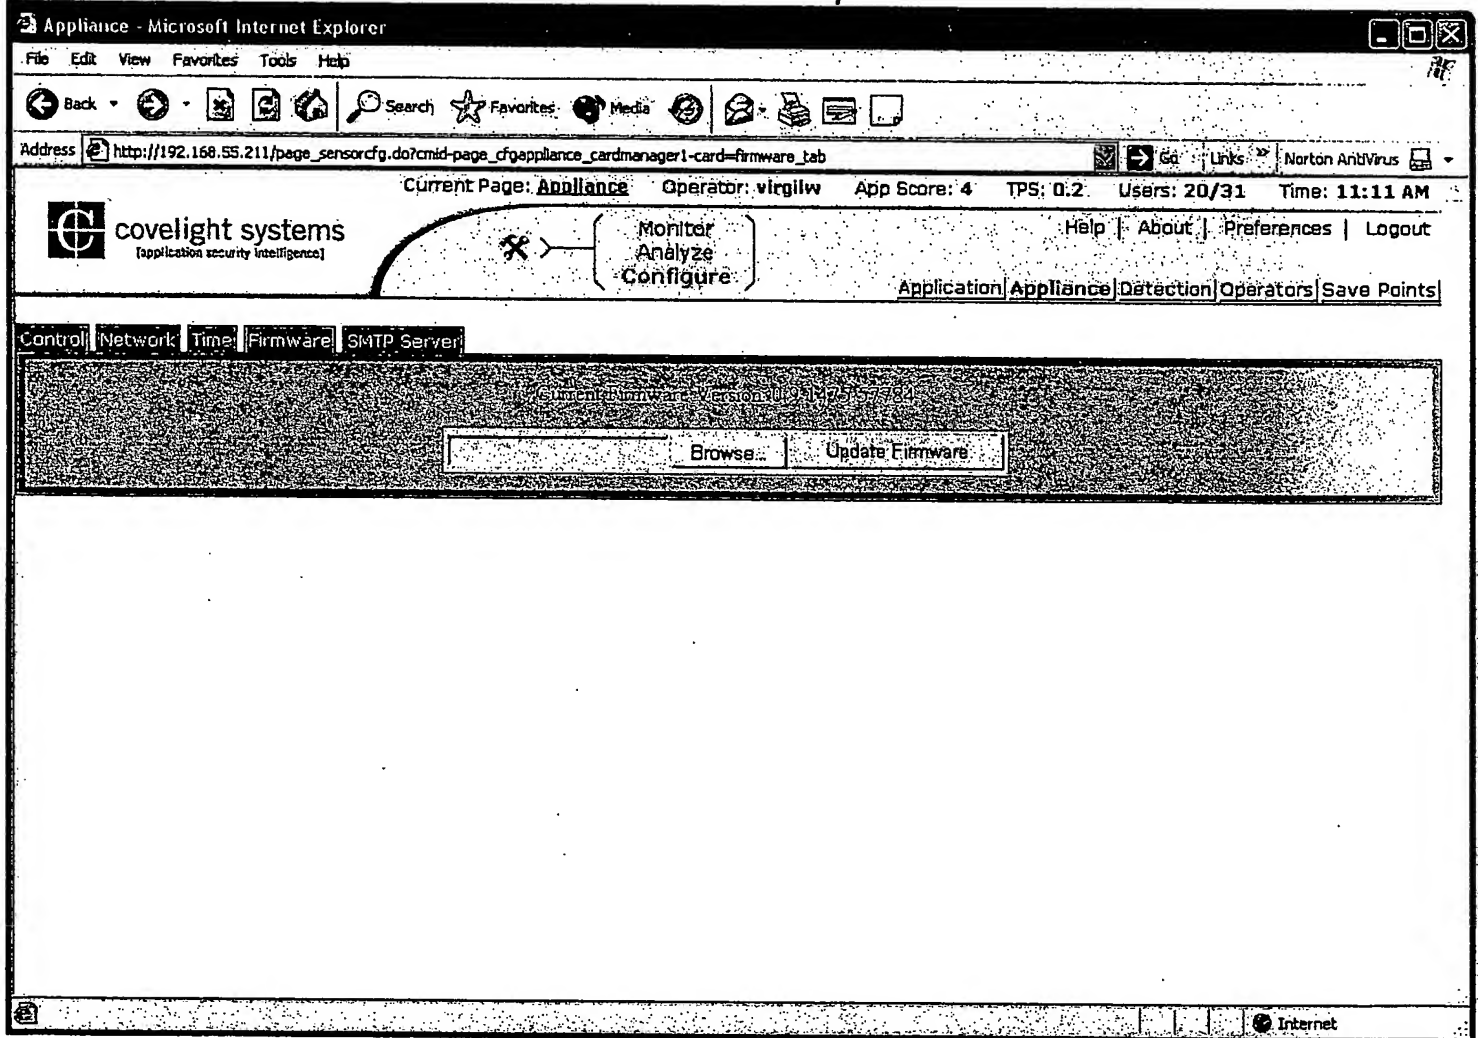 Appliance - Microsoft Internet Explorer
File Edit View Favorites Tools Help
Back Search Favorites Media
Address http://192.168.55.211/page_sensorcfg.do?cmid-page_cfgappliance_cardmanager1-card=firmware_tab Go Links » Norton AntiVirus
Current Page: Appliance Operator: virgilw App Score: 4 TPS: 0.2 Users: 20/31 Time: 11:11 AM
covelight systems
[application security intelligence]
Monitor
Analyze
Configure
Help | About | Preferences | Logout
Application| Appliance| Detection| Operators| Save Points|
Control Network Time Firmware SMTP Server
Current Firmware Version:
Browse... Update Firmware
Internet